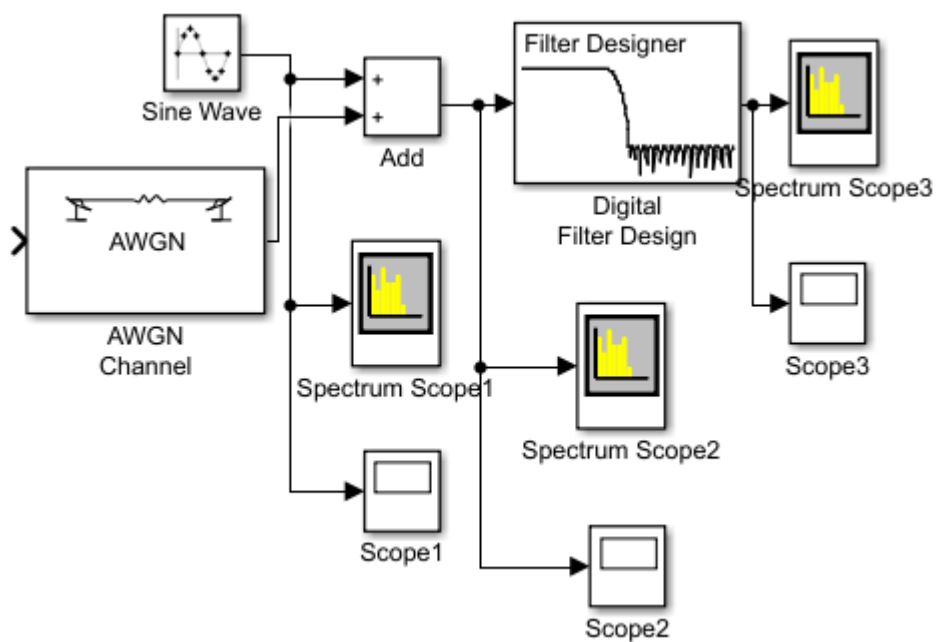 Sine Wave
+
+
Add
Filter Designer
Digital
Filter Design
Spectrum Scope3
AWGN
AWGN
Channel
Spectrum Scope1
Scope3
Spectrum Scope2
Scope1
Scope2